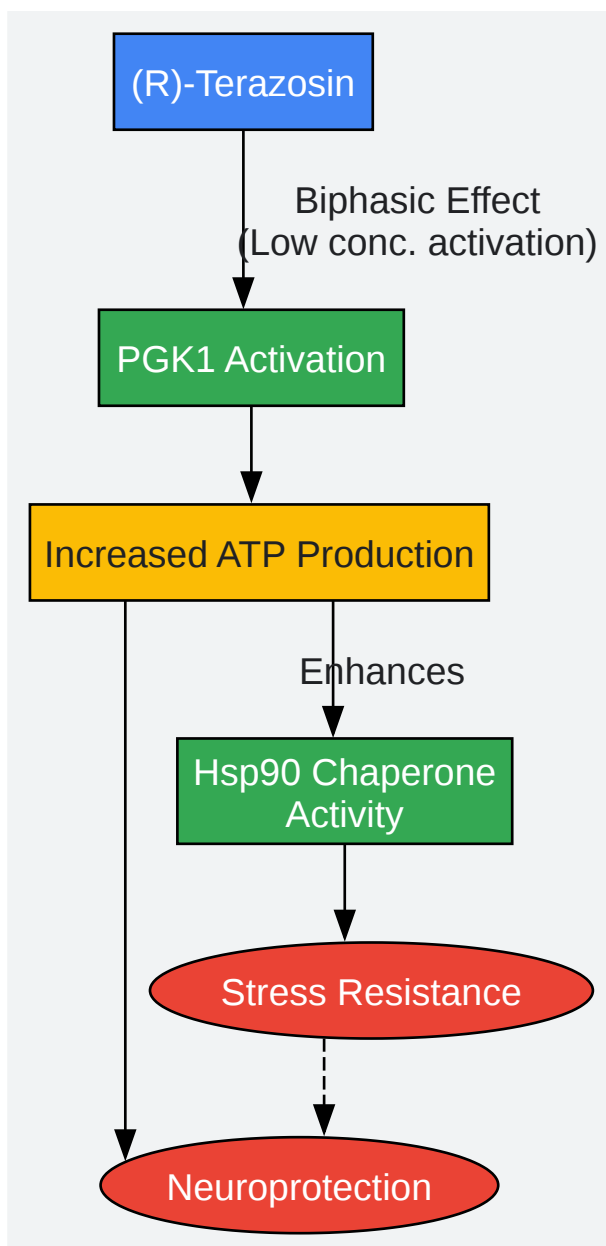 (R)-Terazosin
Biphasic Effect
(Low conc. activation)
PGK1 Activation
Increased ATP Production
Enhances
Hsp90 Chaperone
Activity
Stress Resistance
Neuroprotection